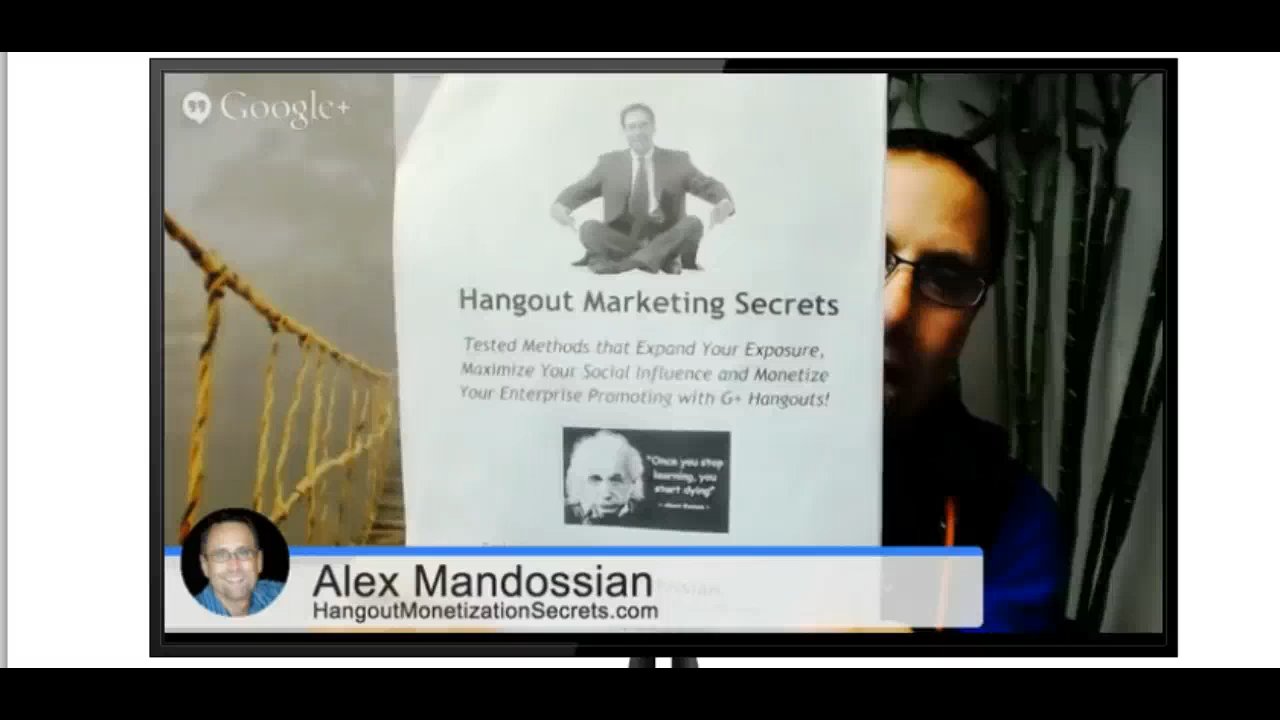 Google+
Hangout Marketing Secrets
Tested Methods that Expand Your Exposure,
Maximize Your Social Influence and Monetize
Your Enterprise Promoting with G+ Hangouts!
"Once you stop
learning, you
start dying"
Alex Mandossian
HangoutMonetizationSecrets.com